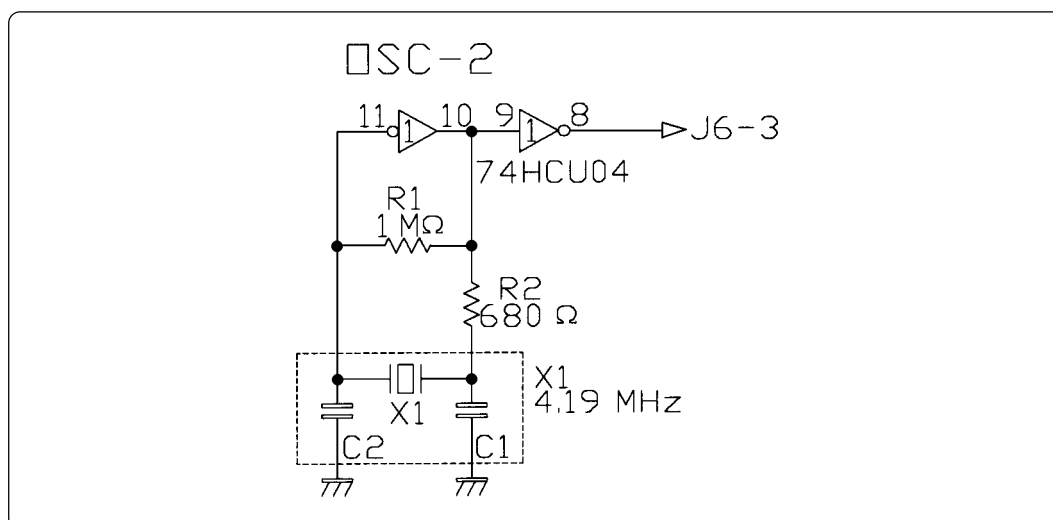 OSC-2
11 1 10 9 1 8 J6-3
74HCU04
R1
1 MΩ
R2
680 Ω
X1
4.19 MHz
X1
C2 C1